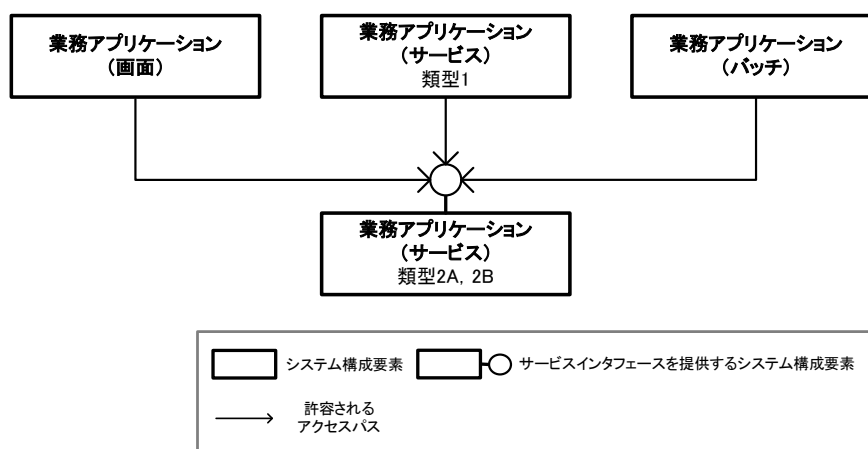 業務アプリケーション
(画面)
業務アプリケーション
(サービス)
類型1
業務アプリケーション
(バッチ)
業務アプリケーション
(サービス)
類型2A, 2B
システム構成要素
サービスインタフェースを提供するシステム構成要素
許容される
アクセスパス